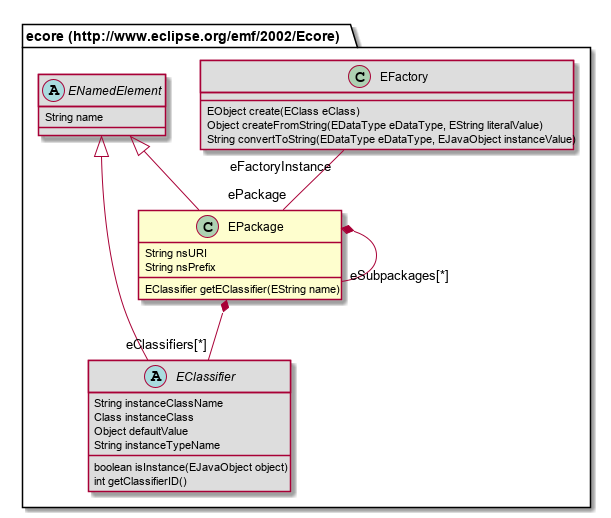 ecore (http://www.eclipse.org/emf/2002/Ecore)
A ENamedElement
String name
C EFactory
EObject create(EClass eClass)
Object createFromString(EDataType eDataType, EString literalValue)
String convertToString(EDataType eDataType, EJavaObject instanceValue)
eFactoryInstance
ePackage
C EPackage
String nsURI
String nsPrefix
EClassifier getEClassifier(EString name)
eSubpackages[*]
eClassifiers[*]
A EClassifier
String instanceClassName
Class instanceClass
Object defaultValue
String instanceTypeName
boolean isInstance(EJavaObject object)
int getClassifierID()